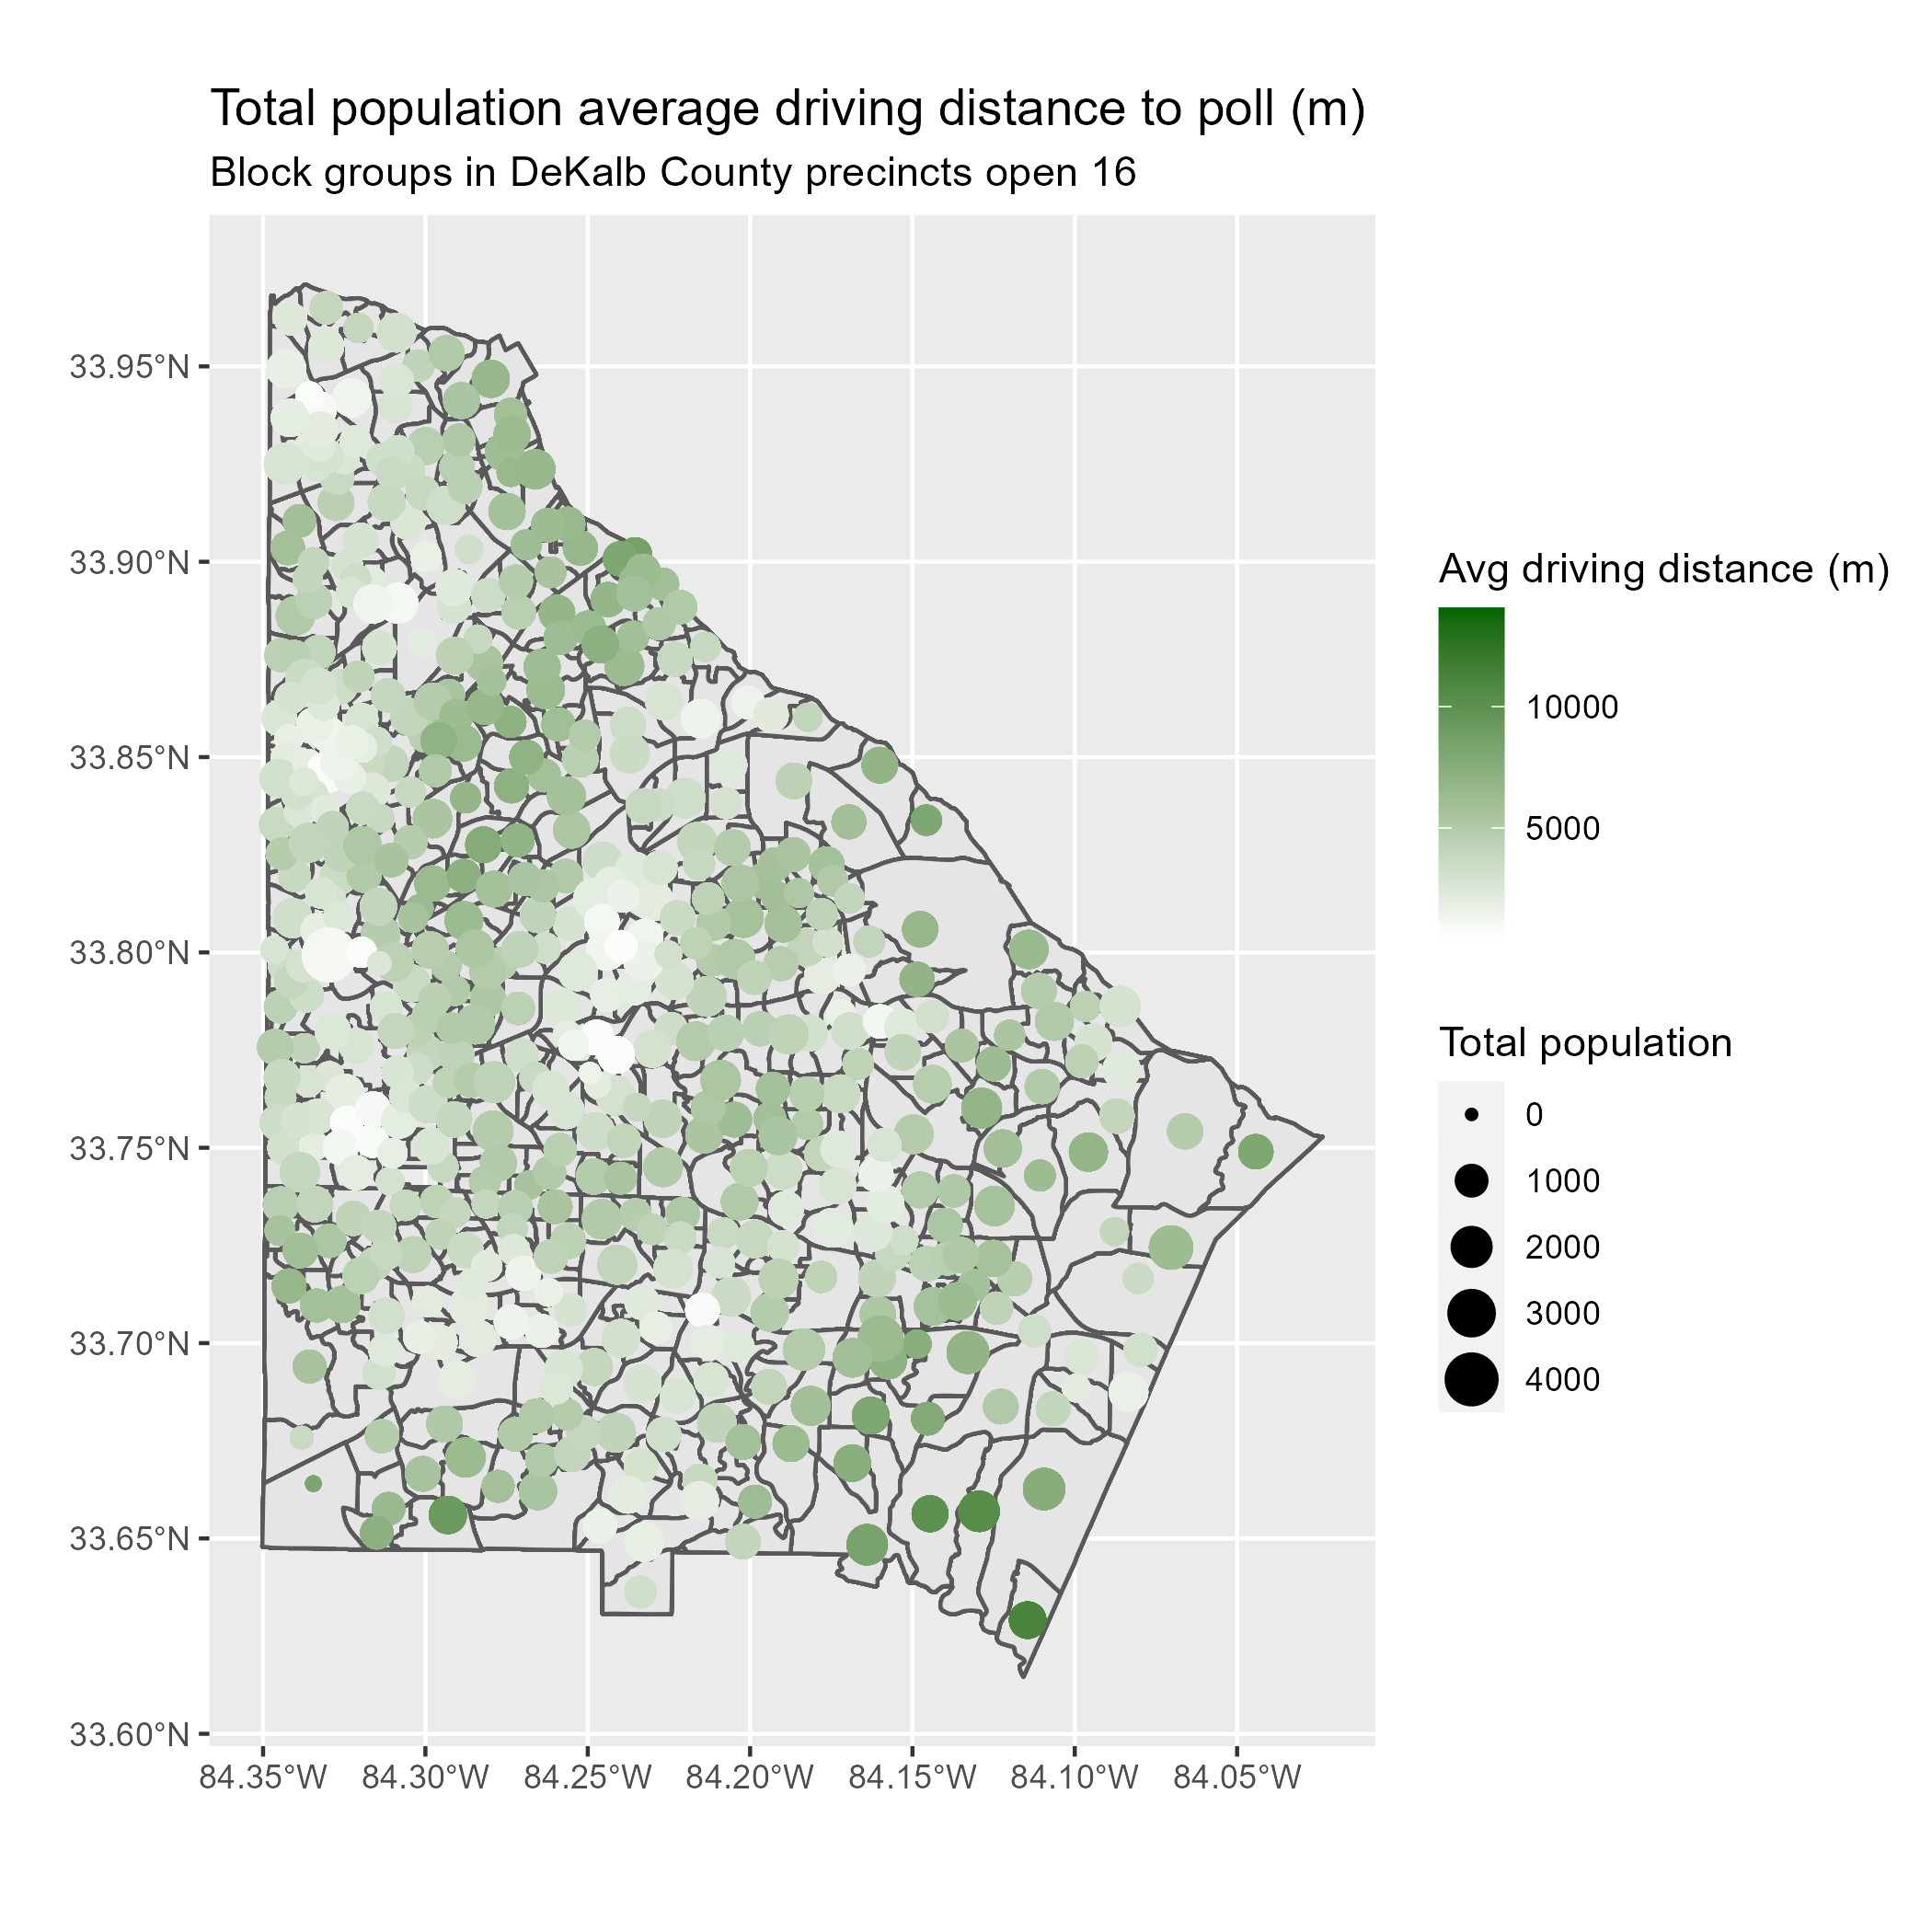 Total population average driving distance to poll (m)
Block groups in DeKalb County precincts open 16
33.95°N
33.90°N
33.85°N
33.80°N
33.75°N
33.70°N
33.65°N
33.60°N
84.35°W 84.30°W 84.25°W 84.20°W 84.15°W 84.10°W 84.05°W
Avg driving distance (m)
10000
5000
Total population
0
1000
2000
3000
4000